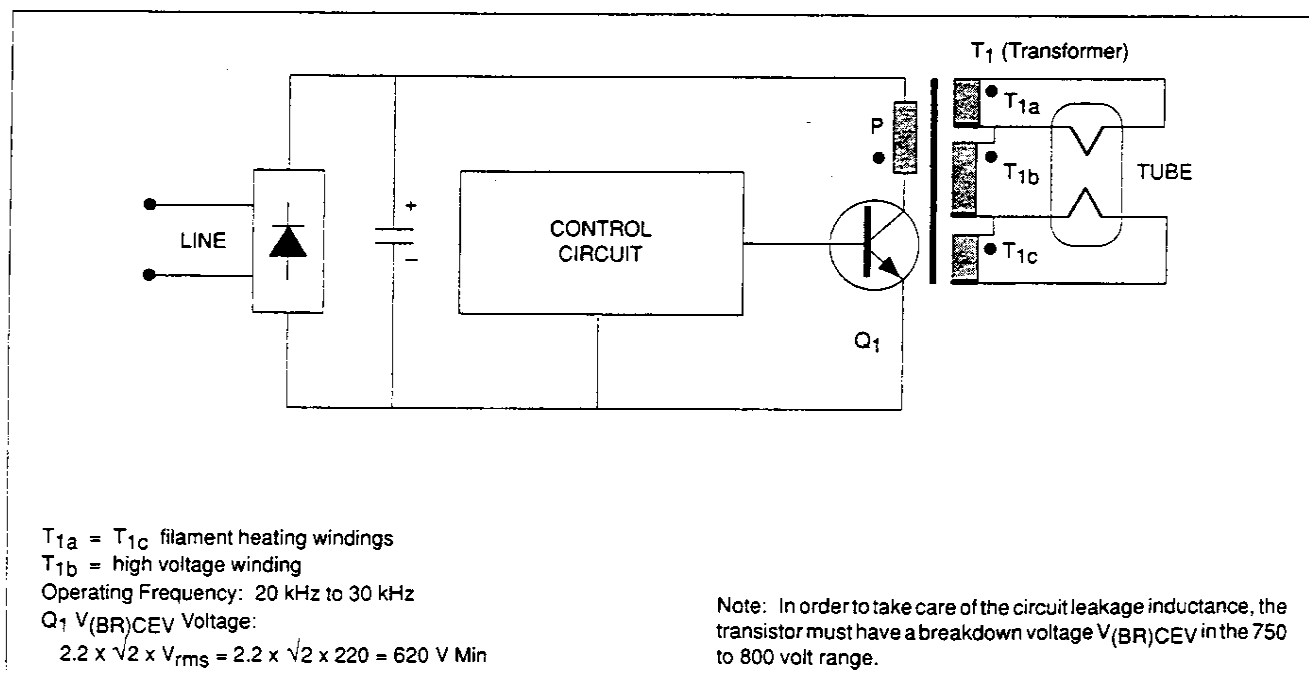 T1 (Transformer)
T1a
P
T1b
TUBE
+
LINE
CONTROL
CIRCUIT
–
T1c
Q1
T1a = T1c filament heating windings
T1b = high voltage winding
Operating Frequency: 20 kHz to 30 kHz
Q1 V(BR)CEV Voltage:
2.2 x √2 x Vrms = 2.2 x √2 x 220 = 620 V Min
Note: In order to take care of the circuit leakage inductance, the
transistor must have a breakdown voltage V(BR)CEV in the 750
to 800 volt range.